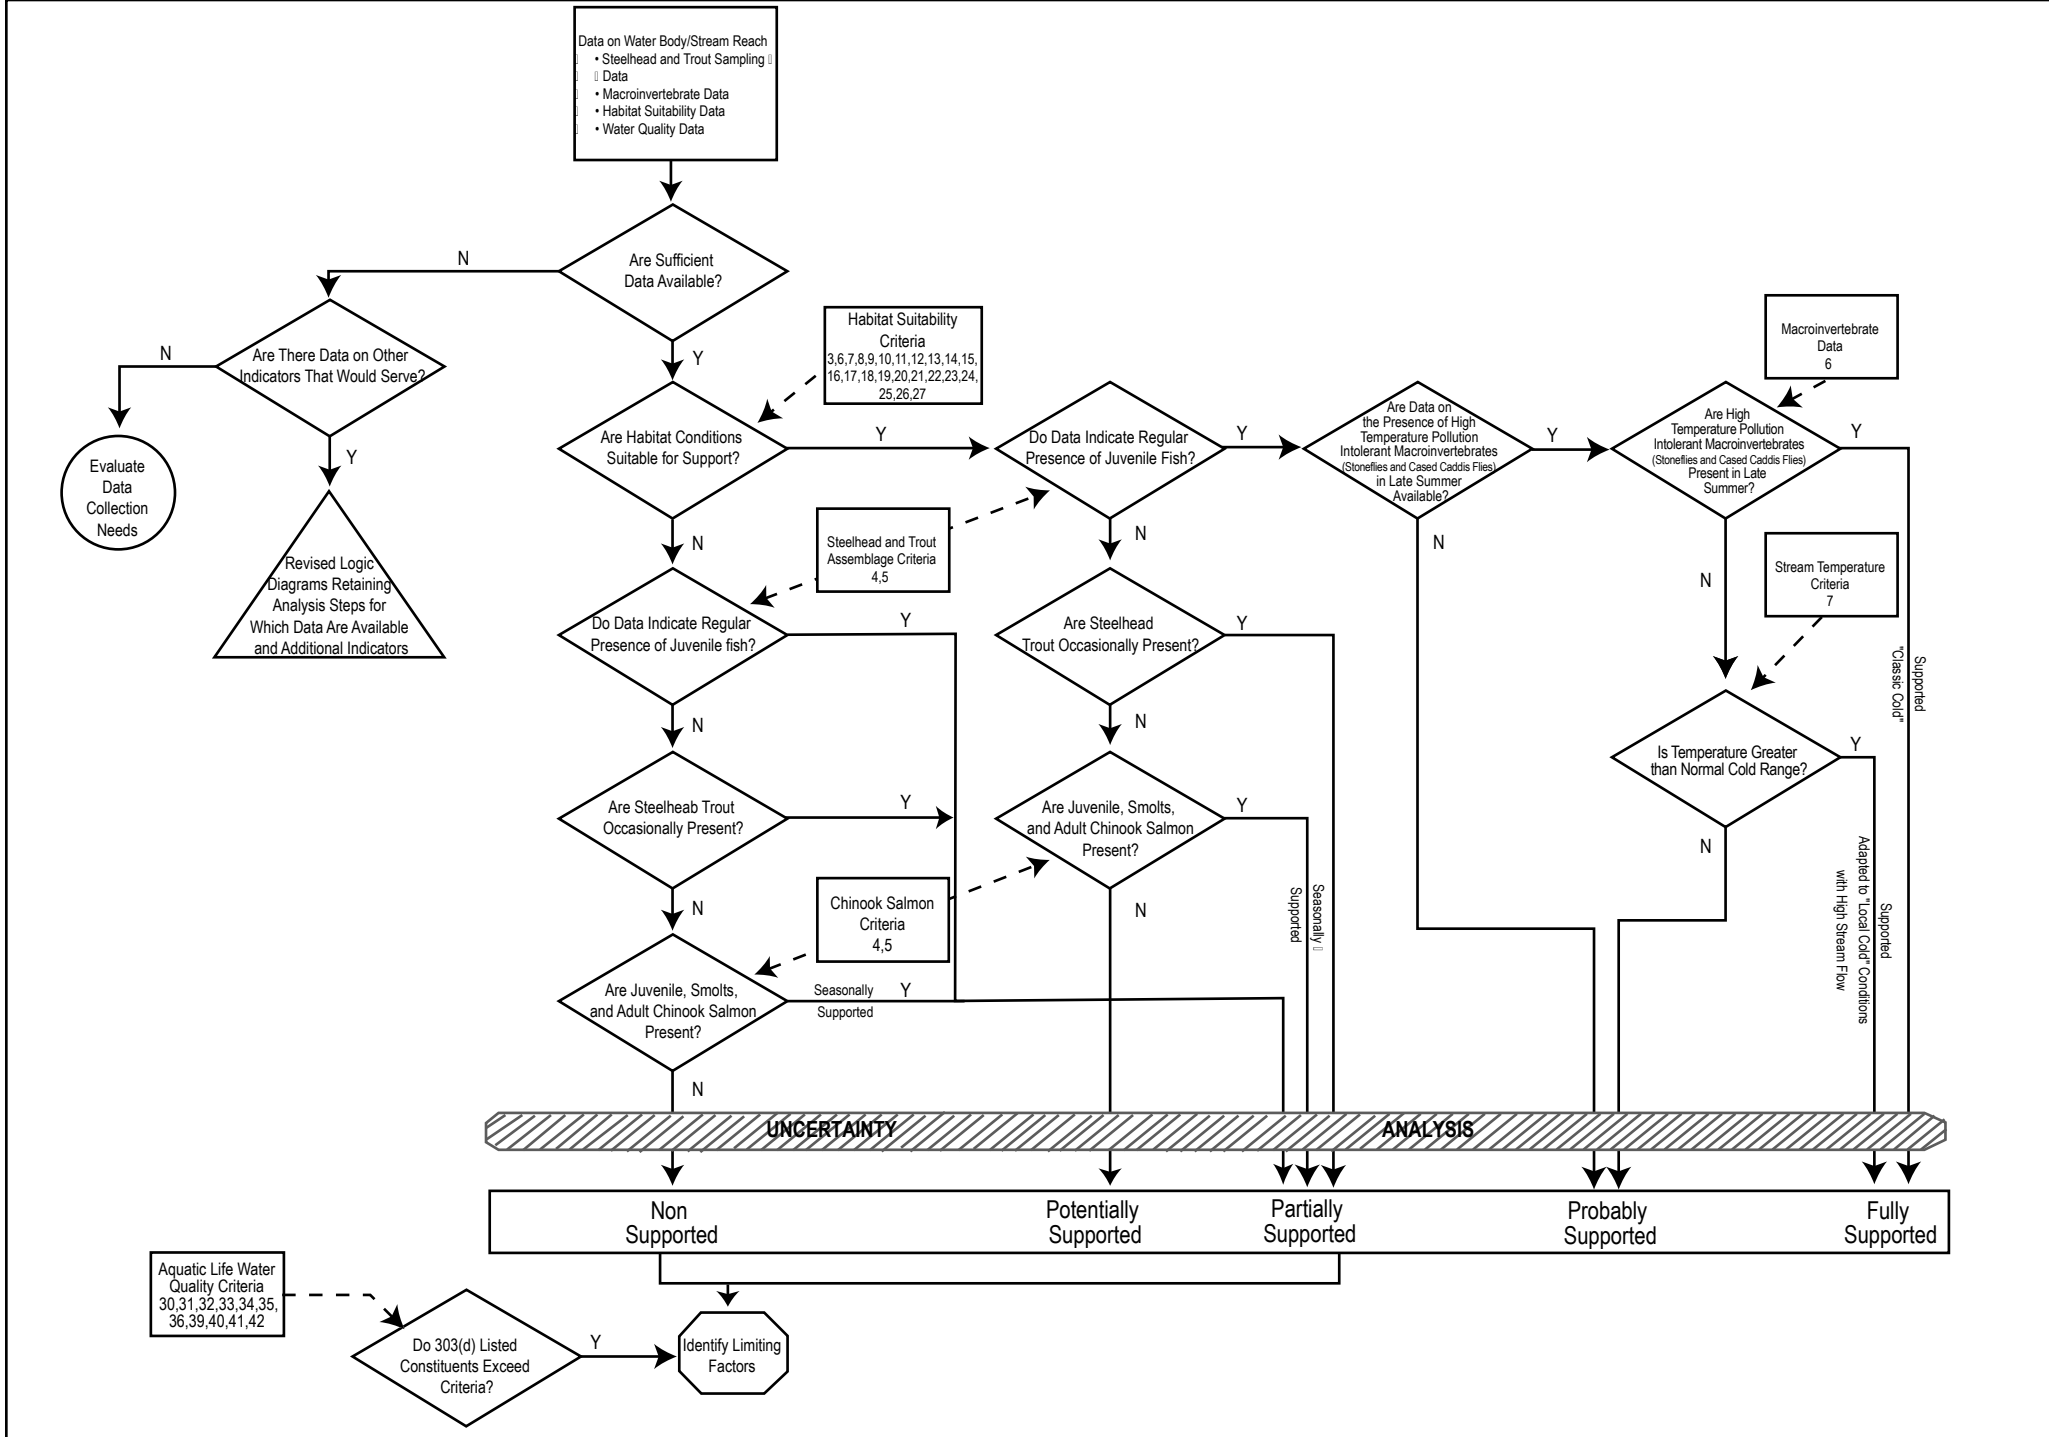 Data on Water Body/Stream Reach
• Steelhead and Trout Sampling
Data
• Macroinvertebrate Data
• Habitat Suitability Data
• Water Quality Data
Are Sufficient
Data Available?
N
Y
Are There Data on Other
Indicators That Would Serve?
N
Y
Evaluate
Data
Collection
Needs
Revised Logic
Diagrams Retaining
Analysis Steps for
Which Data Are Available
and Additional Indicators
Habitat Suitability
Criteria
3,6,7,8,9,10,11,12,13,14,15,
16,17,18,19,20,21,22,23,24,
25,26,27
Are Habitat Conditions
Suitable for Support?
Y
N
Do Data Indicate Regular
Presence of Juvenile Fish?
Y
N
Are Data on
the Presence of High
Temperature Pollution
Intolerant Macroinvertebrates
(Stoneflies and Cased Caddis Flies)
in Late Summer
Available?
Y
N
Macroinvertebrate
Data
6
Are High
Temperature Pollution
Intolerant Macroinvertebrates
(Stoneflies and Cased Caddis Flies)
Present in Late
Summer?
Y
N
Supported
"Classic Cold"
Stream Temperature
Criteria
7
Is Temperature Greater
than Normal Cold Range?
Y
N
Supported
Adapted to "Local Cold" Conditions
with High Stream Flow
Steelhead and Trout
Assemblage Criteria
4,5
Do Data Indicate Regular
Presence of Juvenile fish?
Y
N
Are Steelhead
Trout Occasionally Present?
Y
N
Are Steelheab Trout
Occasionally Present?
Y
N
Are Juvenile, Smolts,
and Adult Chinook Salmon
Present?
Y
N
Seasonally
Supported
Chinook Salmon
Criteria
4,5
Are Juvenile, Smolts,
and Adult Chinook Salmon
Present?
Seasonally
Supported
Y
N
UNCERTAINTY ANALYSIS
Non
Supported
Potentially
Supported
Partially
Supported
Probably
Supported
Fully
Supported
Aquatic Life Water
Quality Criteria
30,31,32,33,34,35,
36,39,40,41,42
Do 303(d) Listed
Constituents Exceed
Criteria?
Y
Identify Limiting
Factors